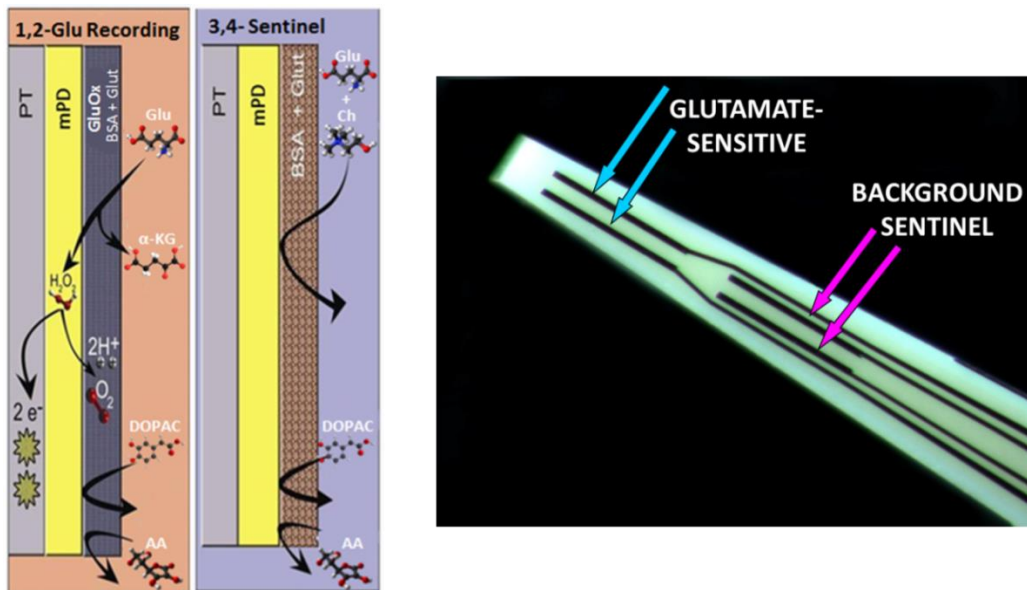 1,2-Glu Recording
PT
mPD
GluOx
BSA + Glut
Glu
α-KG
H2O2
2H+
O2
2 e-
DOPAC
AA
3,4- Sentinel
PT
mPD
BSA + Glut
Glu
+
Ch
DOPAC
AA
GLUTAMATE-
SENSITIVE
BACKGROUND
SENTINEL